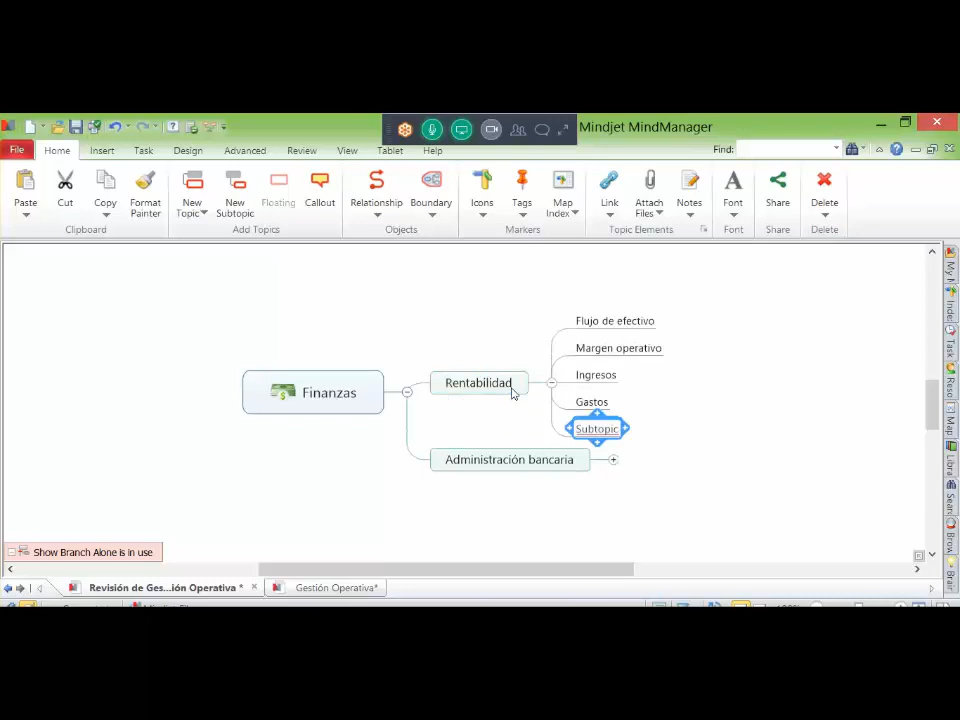 Mindjet MindManager
File Home Insert Task Design Advanced Review View Tablet Help Find:
Paste Cut Copy Format Painter New Topic New Subtopic Floating Callout Relationship Boundary Icons Tags Map Index Link Attach Files Notes Font Share Delete
Clipboard Add Topics Objects Markers Topic Elements Font Share Delete
Flujo de efectivo
Margen operativo
Ingresos
Rentabilidad
Finanzas
Gastos
Subtopic
Administración bancaria
Show Branch Alone is in use
Revisión de Ges...ión Operativa * Gestión Operativa*